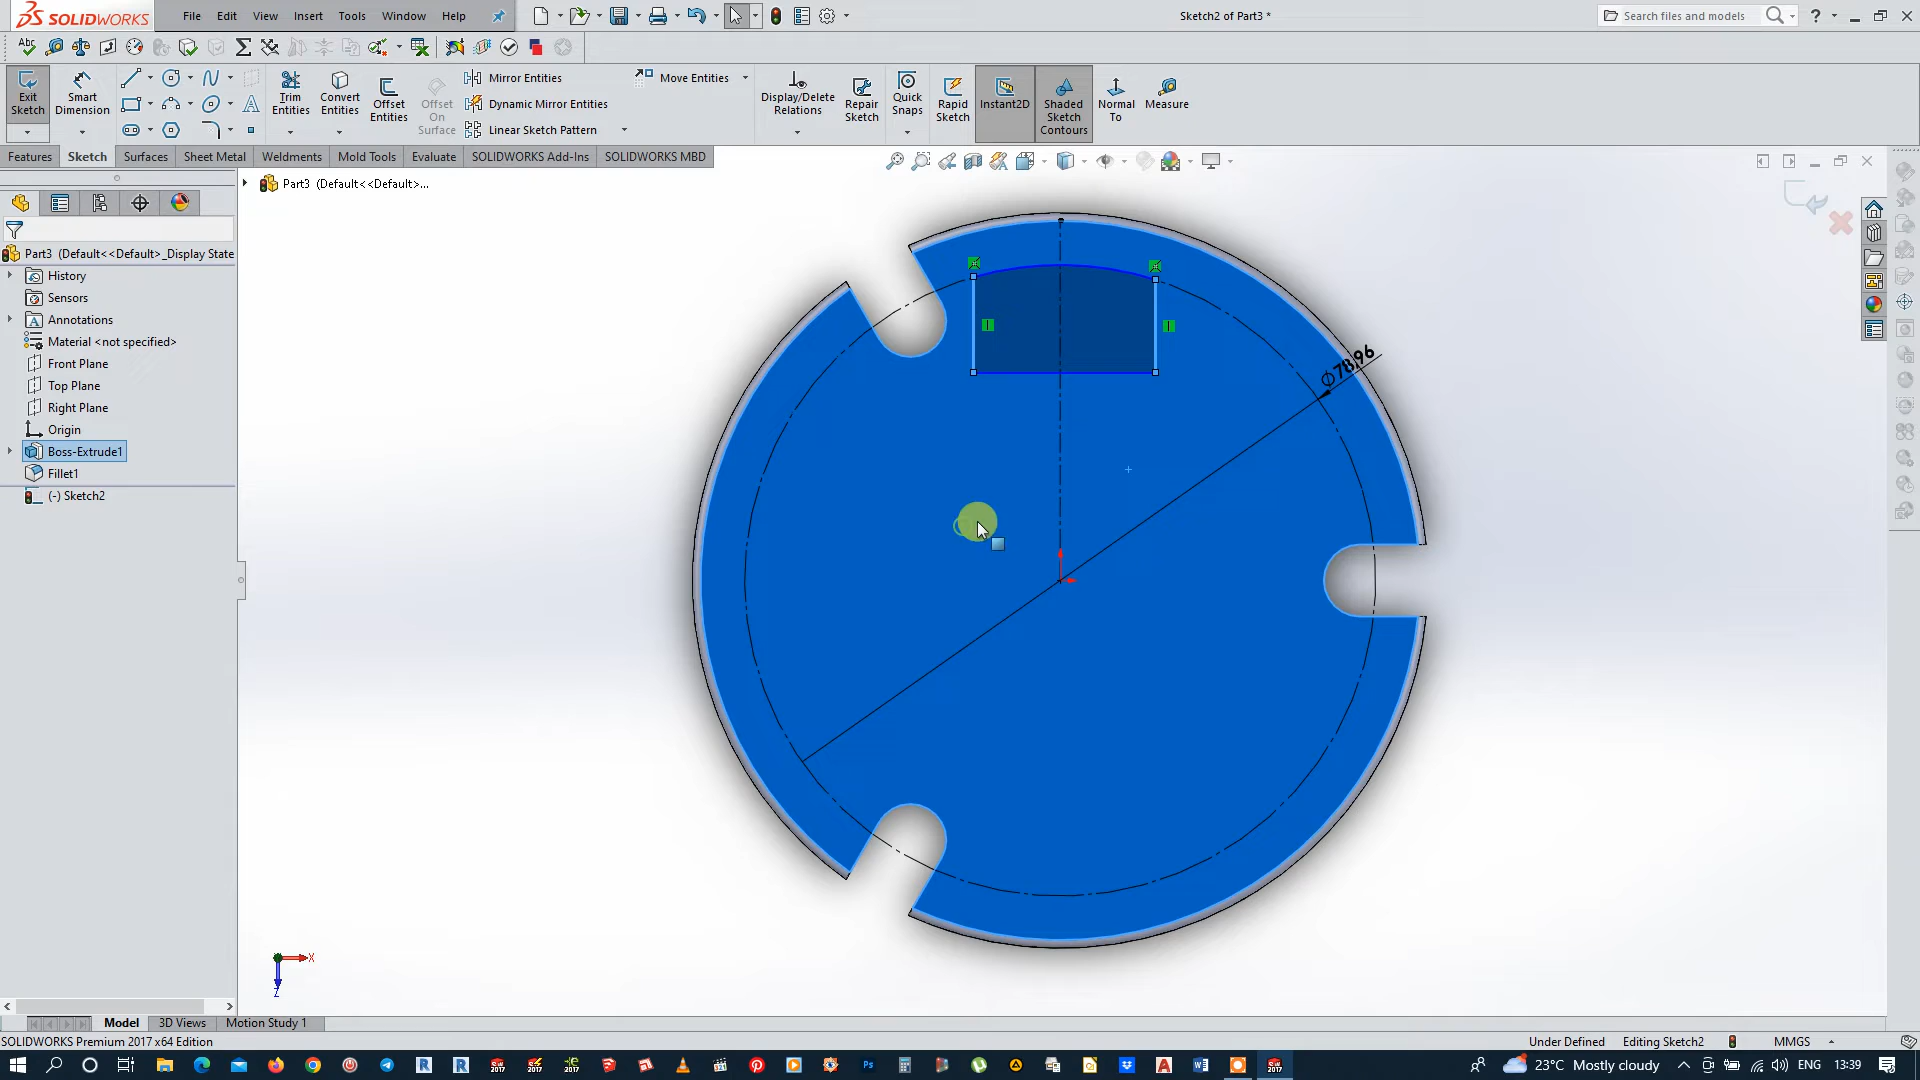 SOLIDWORKS
File Edit View Insert Tools Window Help
Sketch2 of Part3 *
Search files and models
Exit Sketch
Smart Dimension
Trim Entities
Convert Entities
Offset Entities
Offset On Surface
Mirror Entities
Dynamic Mirror Entities
Linear Sketch Pattern
Move Entities
Display/Delete Relations
Repair Sketch
Quick Snaps
Rapid Sketch
Instant2D
Shaded Sketch Contours
Normal To
Measure
Features Sketch Surfaces Sheet Metal Weldments Mold Tools Evaluate SOLIDWORKS Add-Ins SOLIDWORKS MBD
Part3 (Default<<Default>...
Part3 (Default<<Default>_Display State
History
Sensors
Annotations
Material <not specified>
Front Plane
Top Plane
Right Plane
Origin
Boss-Extrude1
Fillet1
(-) Sketch2
Ø78,96
X
Z
Model 3D Views Motion Study 1
SOLIDWORKS Premium 2017 x64 Edition
Under Defined Editing Sketch2 MMGS
23°C Mostly cloudy ENG 13:39